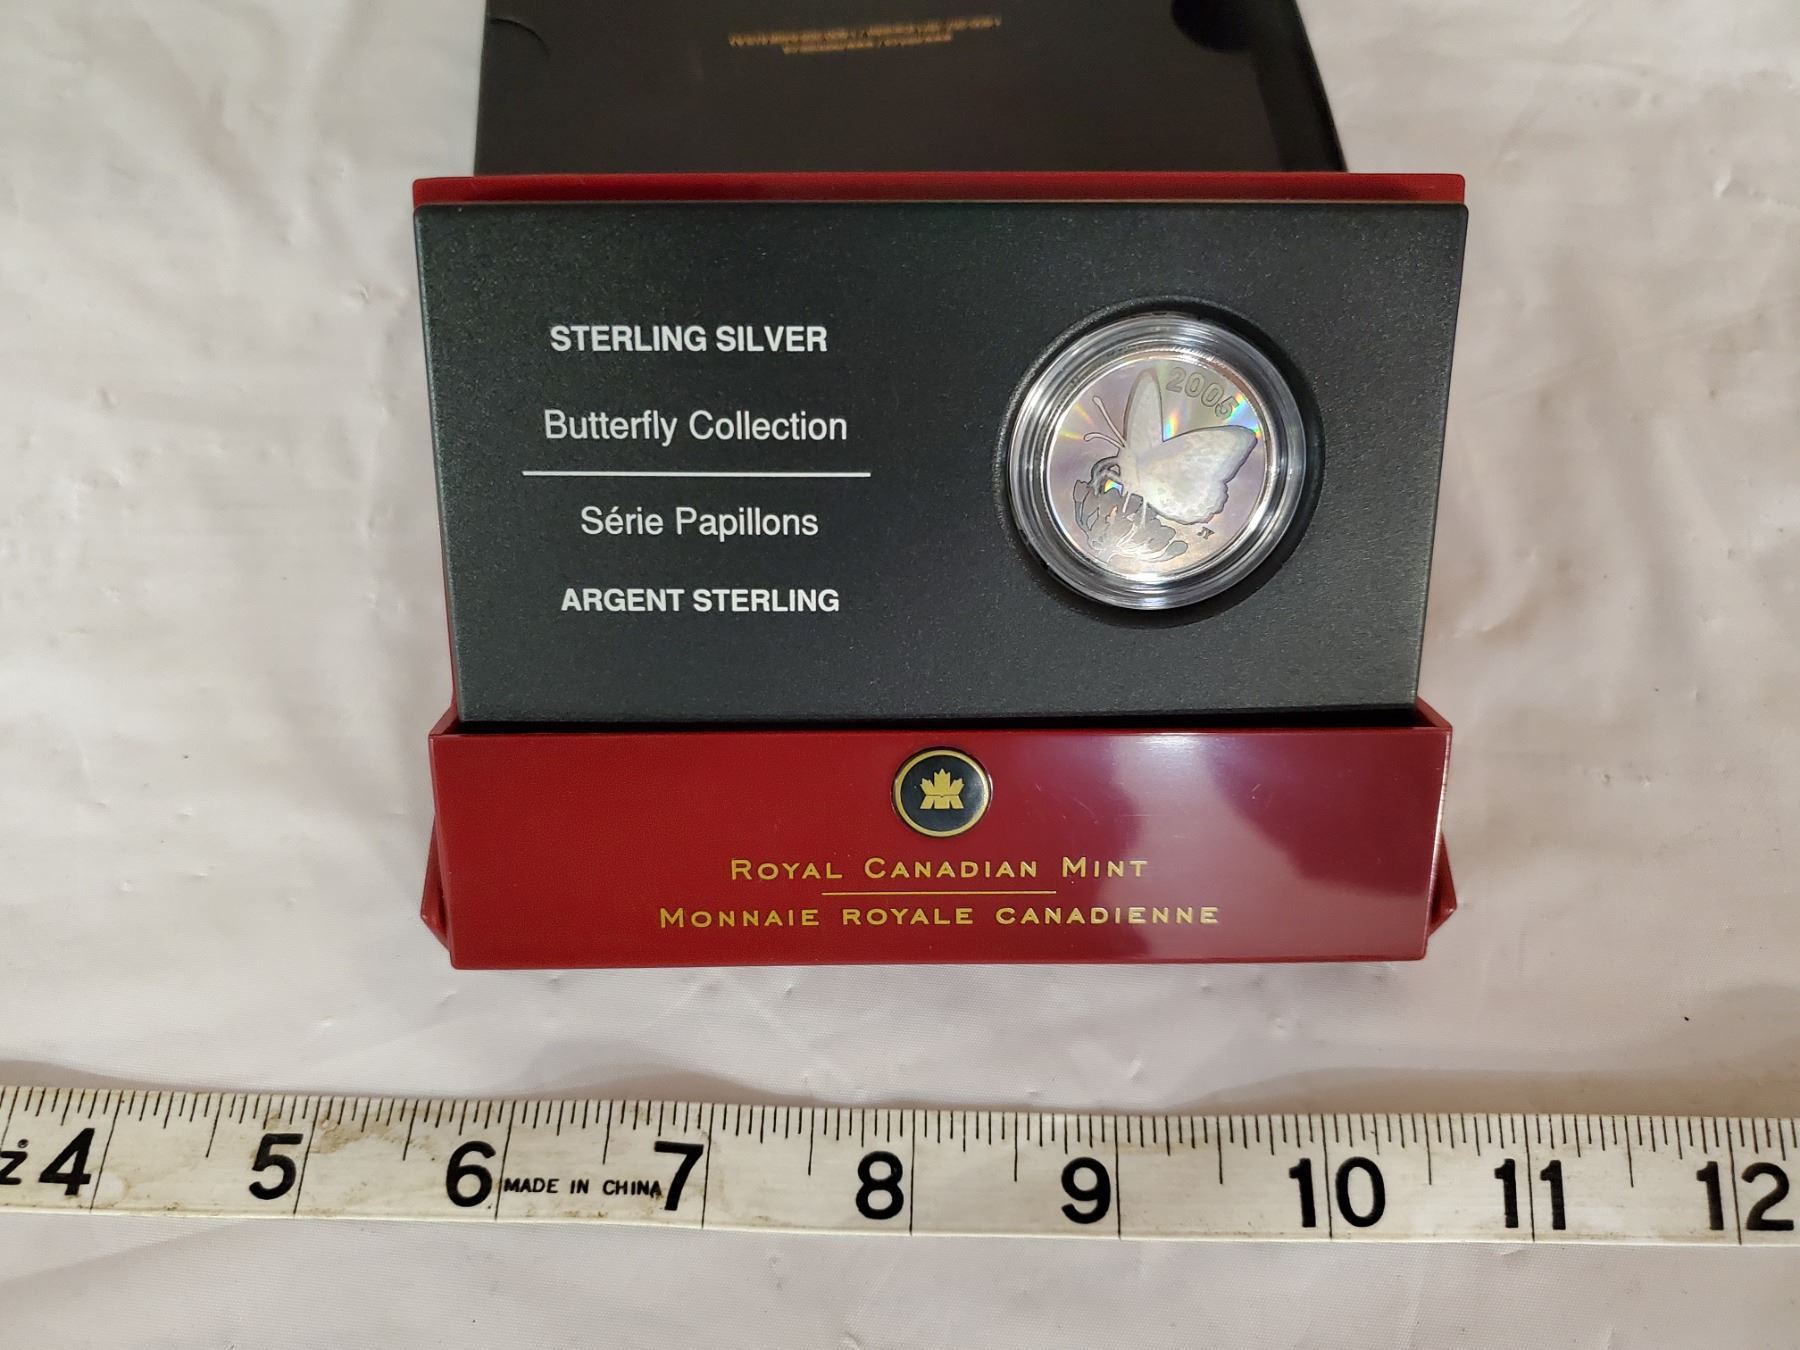 STERLING SILVER
Butterfly Collection
Série Papillons
ARGENT STERLING
ROYAL CANADIAN MINT
MONNAIE ROYALE CANADIENNE
4 5 6 MADE IN CHINA 7 8 9 10 11 12